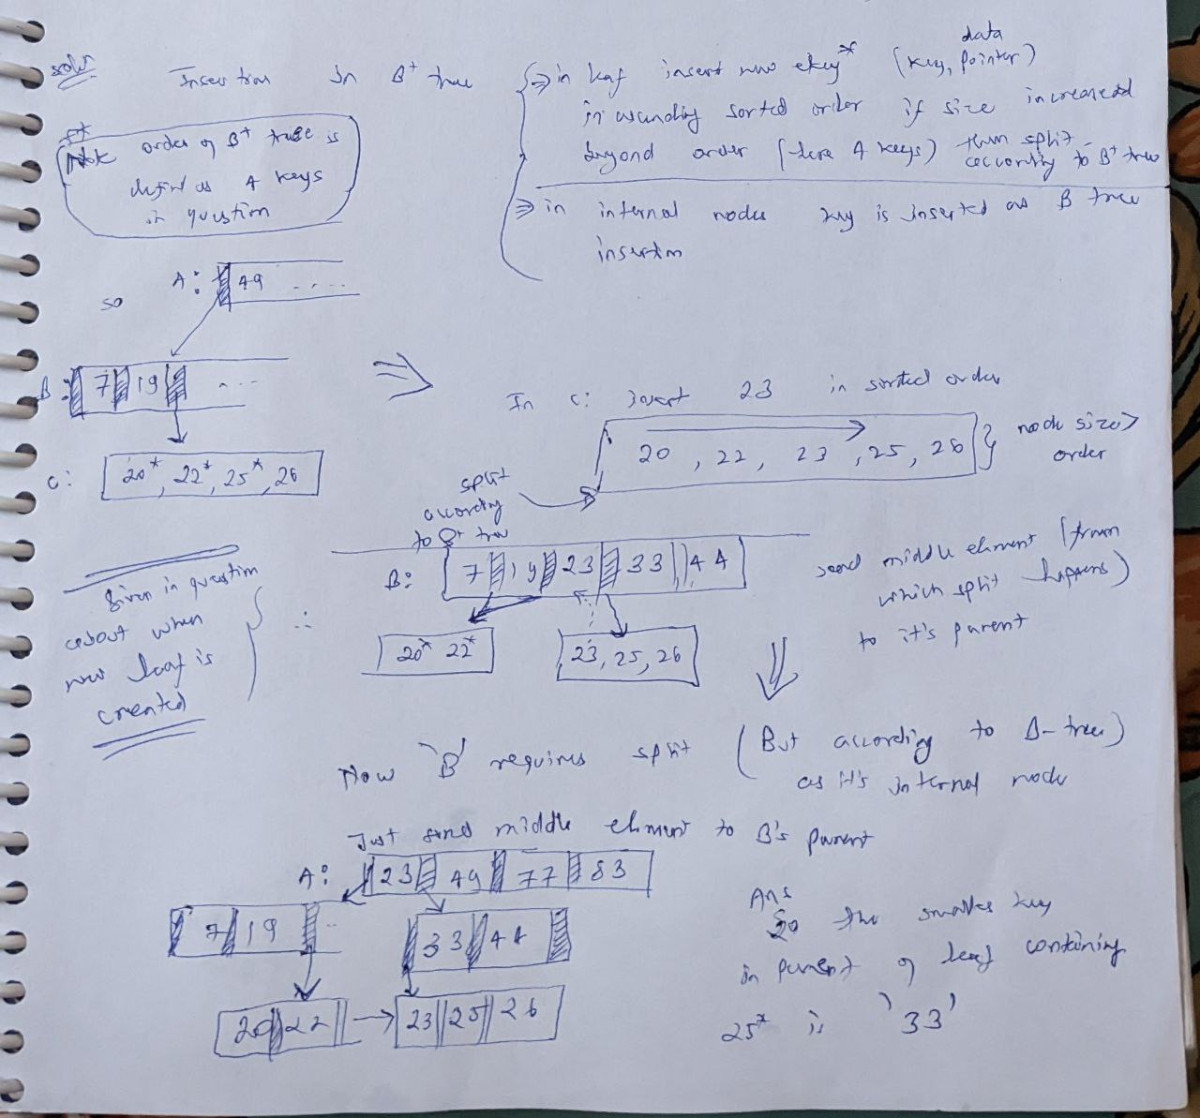 soln
Insertion in B+ tree
** Note order of B+ tree is
defined as 4 keys
in question
⇒ in leaf insert new ekey* (key, data pointer)
in ascending sorted order if size increased
beyond order (here 4 keys) then split according to B+ tree
⇒ in internal nodes key is inserted as B tree
insertion
so
A: 49 ....
B: 7 19 ...
C: 20*, 22*, 25*, 26
⇒
In C: insert 23 in sorted order
20, 22, 23, 25, 26 } node size > order
split
according
to B+ tree
B: 7 19 23 33 44
20* 22*
23, 25, 26
send middle element (from
which split happens)
to it's parent
Given in question
about when
new leaf is
created
∴
Now 'B' requires split (But according to B-tree)
as it's internal node
Just send middle element to B's parent
A: 23 49 77 83
7 19 ..
33 44
20 22 → 23 25 26
Ans
so the smalles key
in parent of leaf containing
25* is '33'